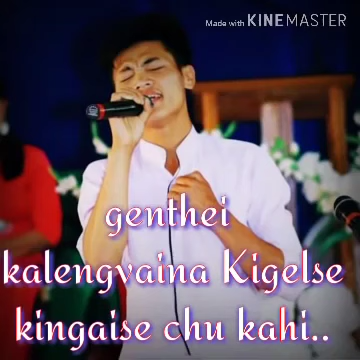 Made with KINEMASTER
genthei
kalengvaina Kigelse
kingaise chu kahi..